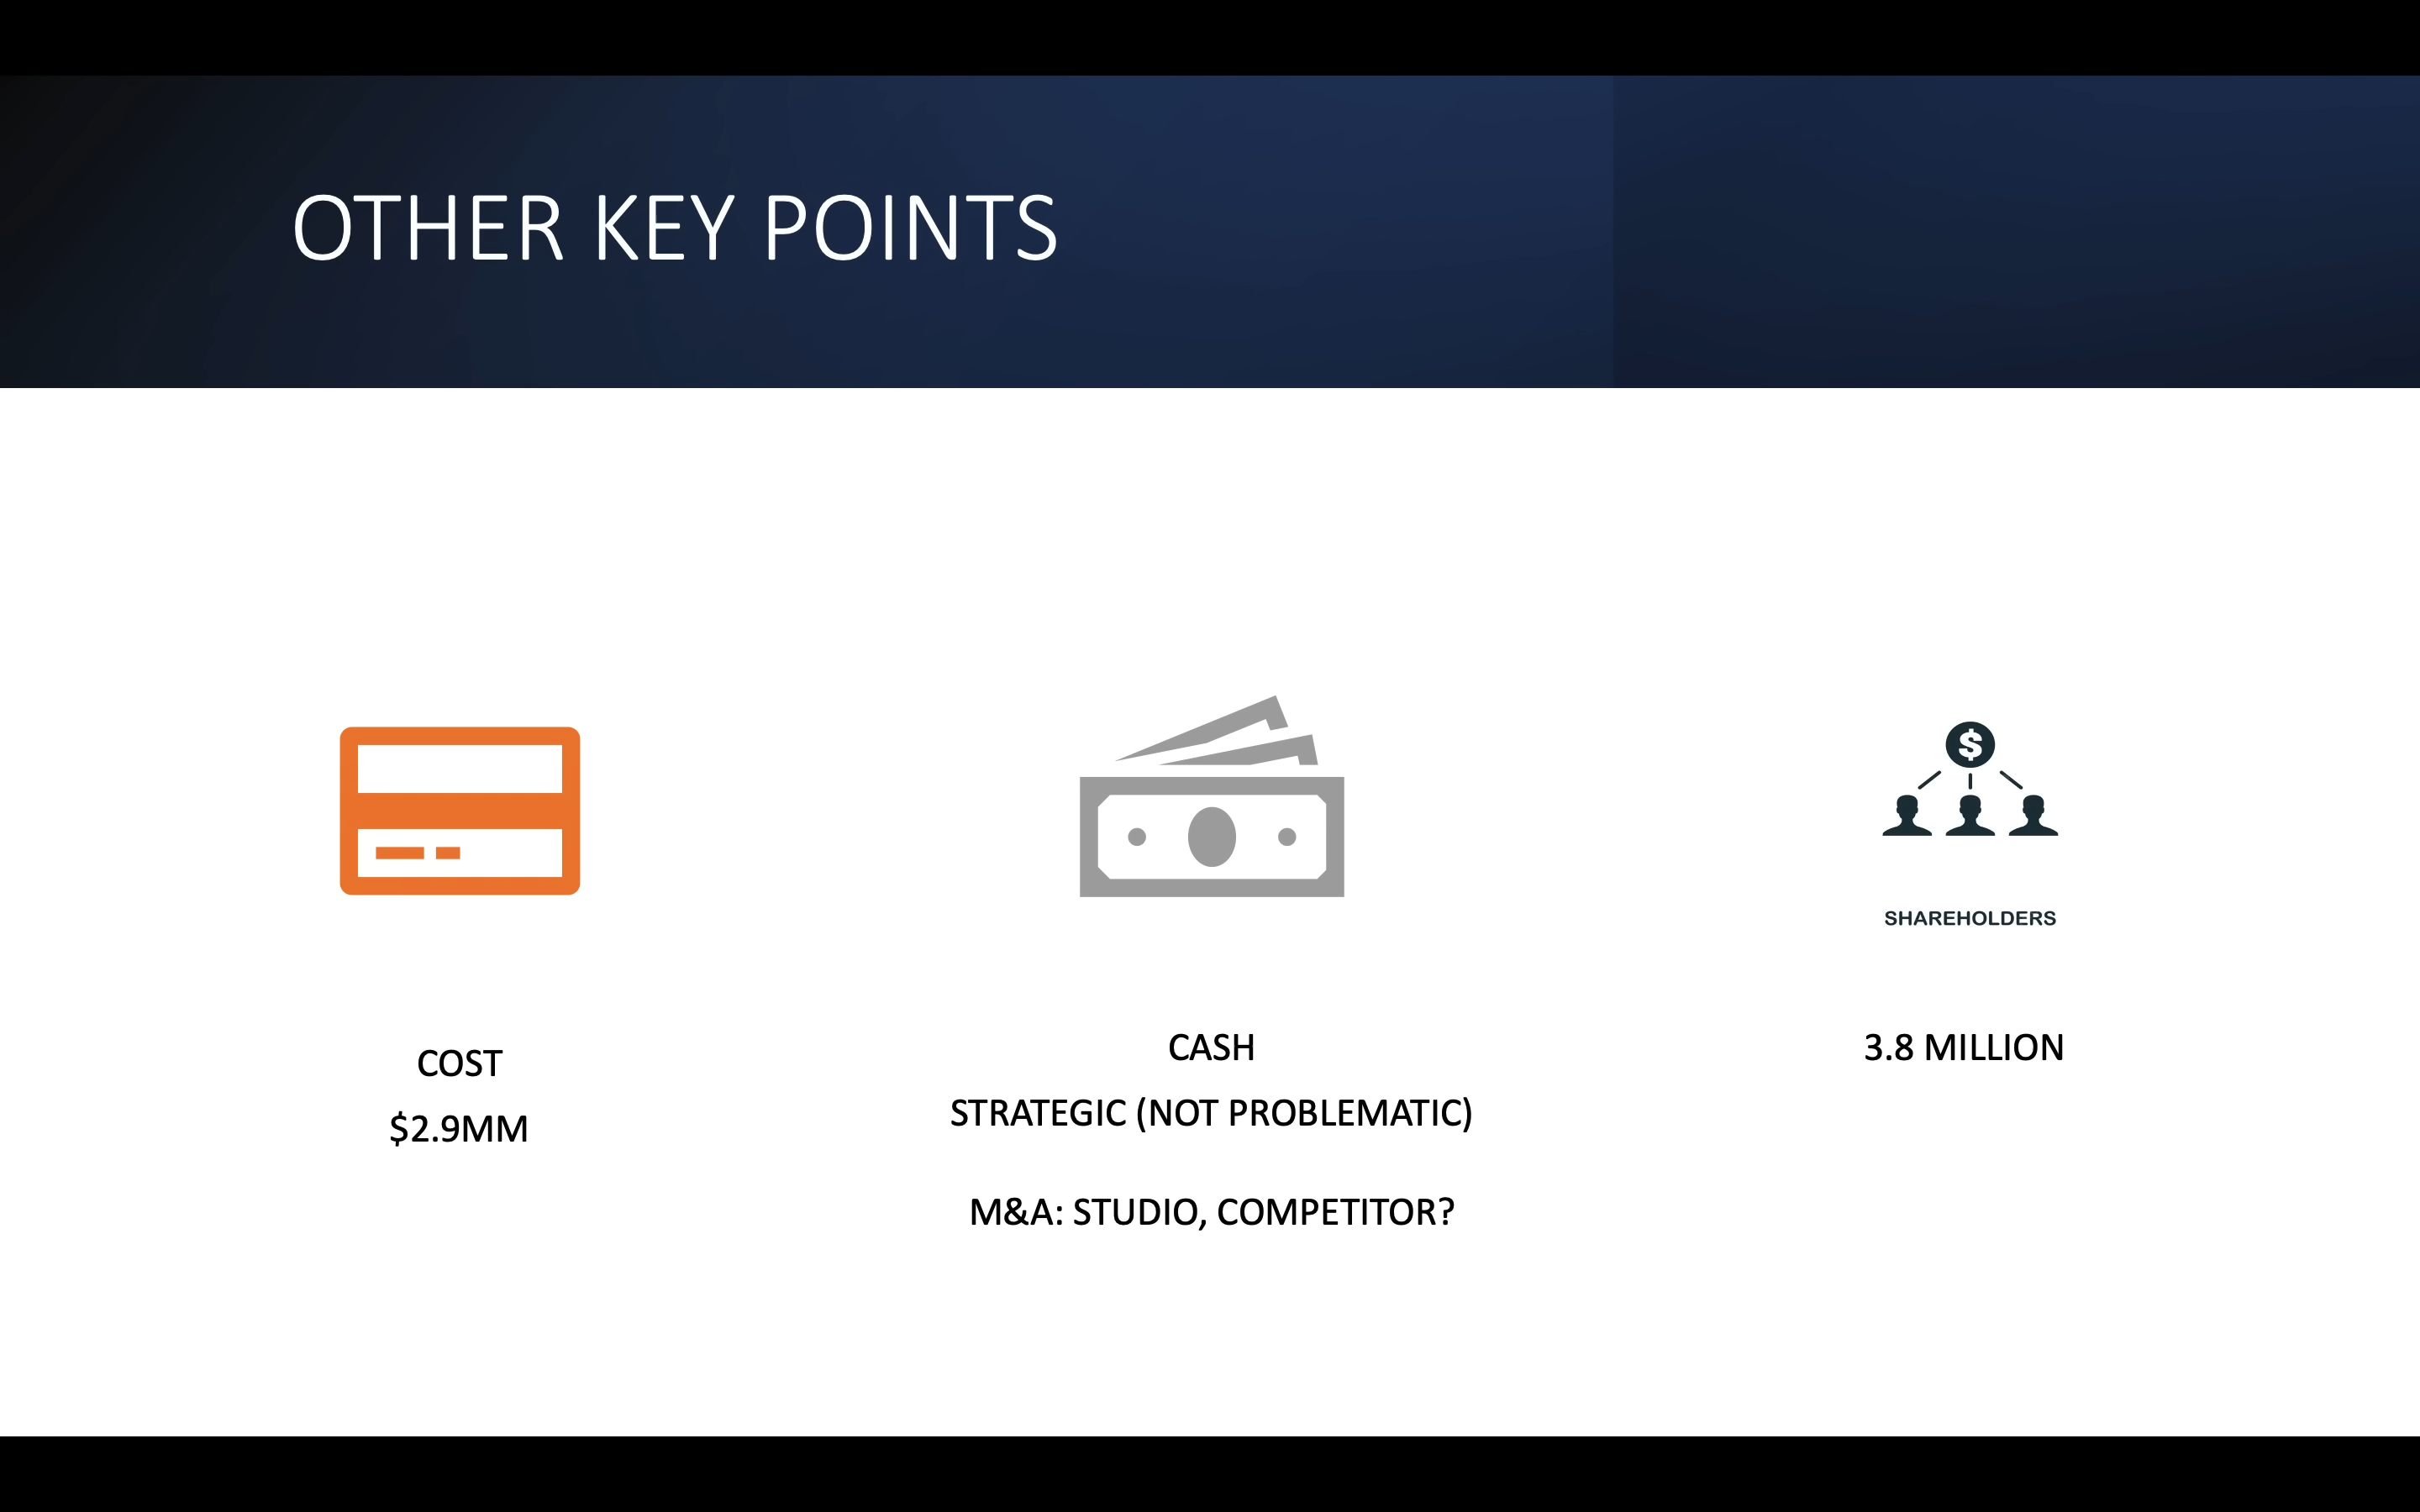 OTHER KEY POINTS
COST
$2.9MM
CASH
STRATEGIC (NOT PROBLEMATIC)
M&A: STUDIO, COMPETITOR?
$
SHAREHOLDERS
3.8 MILLION